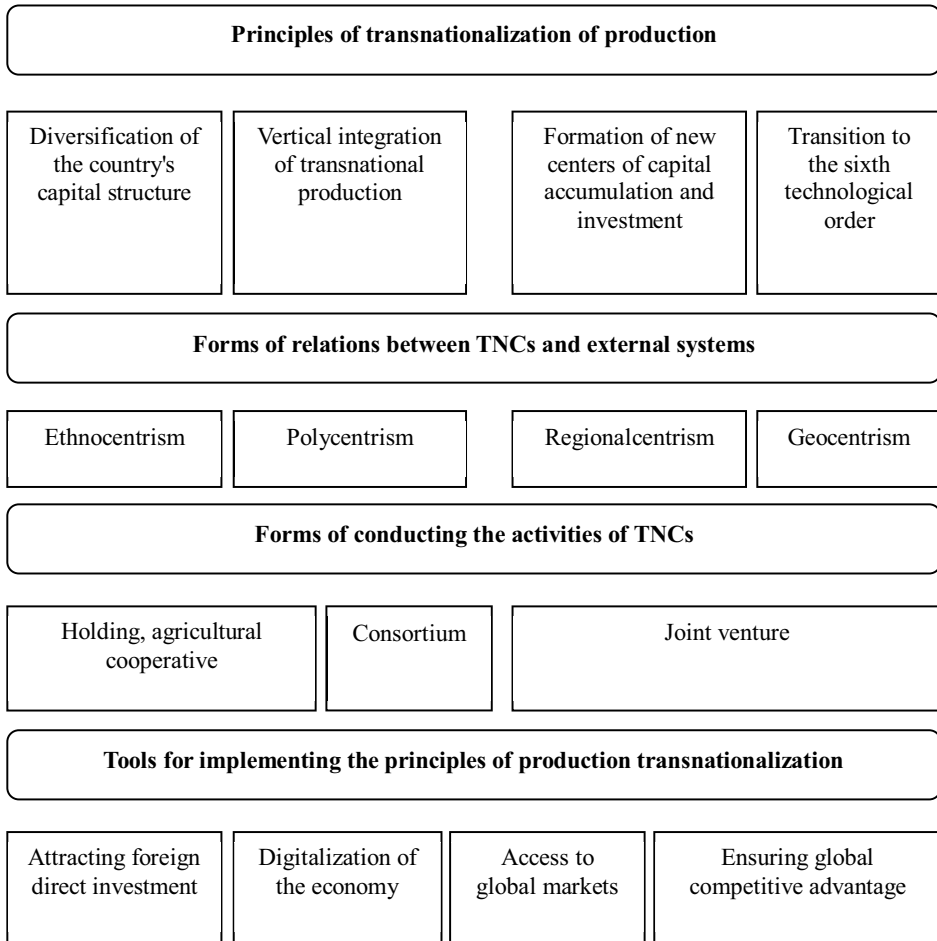 Principles of transnationalization of production
Diversification of
the country's
capital structure
Vertical integration
of transnational
production
Formation of new
centers of capital
accumulation and
investment
Transition to
the sixth
technological
order
Forms of relations between TNCs and external systems
Ethnocentrism
Polycentrism
Regionalcentrism
Geocentrism
Forms of conducting the activities of TNCs
Holding, agricultural
cooperative
Consortium
Joint venture
Tools for implementing the principles of production transnationalization
Attracting foreign
direct investment
Digitalization of
the economy
Access to
global markets
Ensuring global
competitive advantage